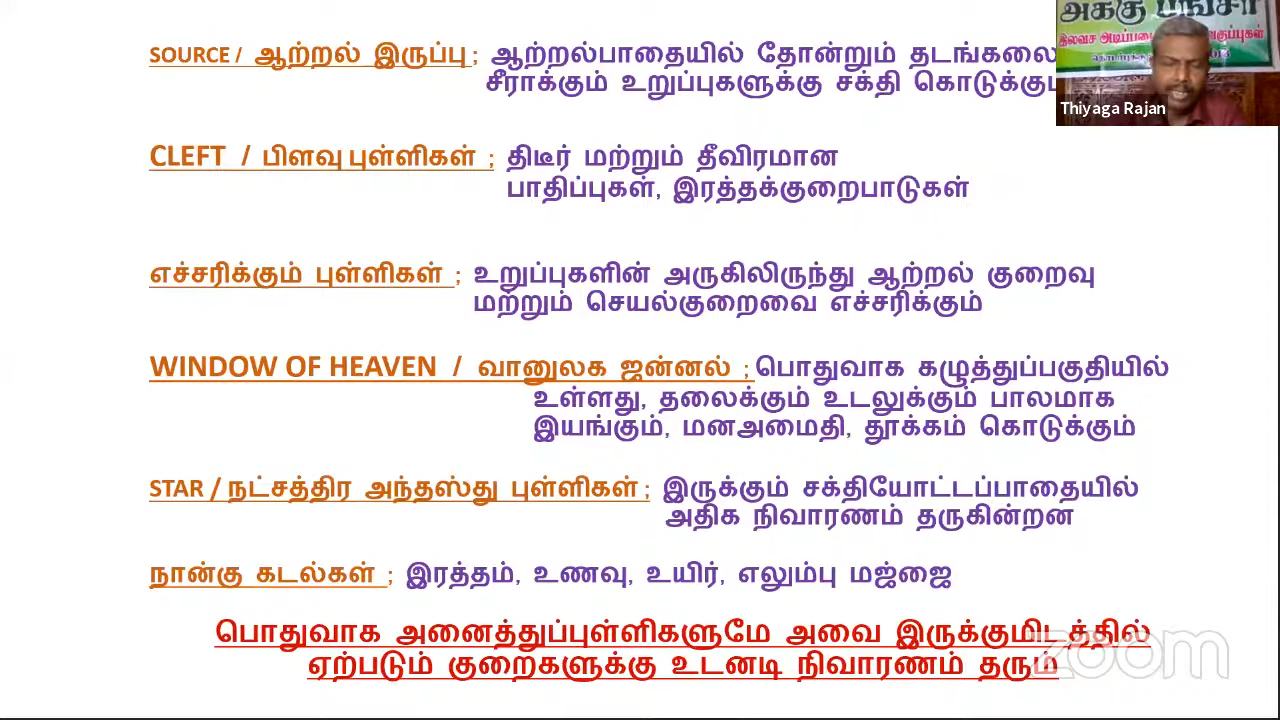 SOURCE / ஆற்றல் இருப்பு ; ஆற்றல்பாதையில் தோன்றும்
சீராக்கும் உறுப்புகளுக்கு சக்தி
CLEFT / பிளவு புள்ளிகள் ; திடீர் மற்றும் தீவிரமான
பாதிப்புகள், இரத்தக்குறைபாடுகள்
எச்சரிக்கும் புள்ளிகள் ; உறுப்புகளின் அருகிலிருந்து ஆற்றல் குறைவு
மற்றும் செயல்குறைவை எச்சரிக்கும்
WINDOW OF HEAVEN / வானுலக ஜன்னல் ; பொதுவாக கழுத்துப்பகுதியில்
உள்ளது, தலைக்கும் உடலுக்கும் பாலமாக
இயங்கும், மனஅமைதி, தூக்கம் கொடுக்கும்
STAR / நட்சத்திர அந்தஸ்து புள்ளிகள் ; இருக்கும் சக்தியோட்டப்பாதையில்
அதிக நிவாரணம் தருகின்றன
நான்கு கடல்கள் ; இரத்தம், உணவு, உயிர், எலும்பு மஜ்ஜை
பொதுவாக அனைத்துப்புள்ளிகளுமே அவை இருக்குமிடத்தில்
ஏற்படும் குறைகளுக்கு உடனடி நிவாரணம் தரும்
Thiyaga Rajan
zoom